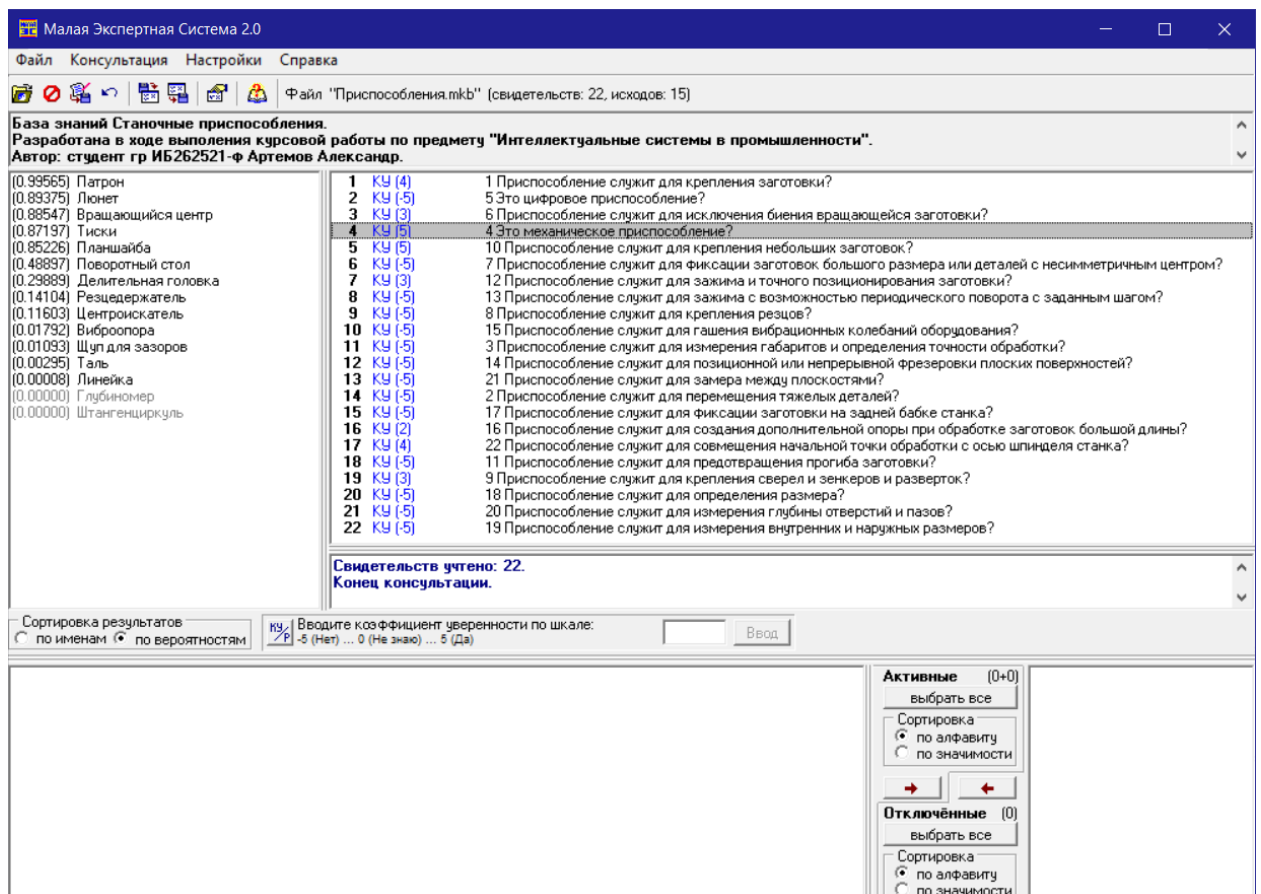 Малая Экспертная Система 2.0
Файл Консультация Настройки Справка
Файл "Приспособления.mkb" (свидетельств: 22, исходов: 15)
База знаний Станочные приспособления.
Разработана в ходе выполения курсовой работы по предмету "Интеллектуальные системы в промышленности".
Автор: студент гр ИБ262521-ф Артемов Александр.
(0.99565) Патрон
(0.89375) Люнет
(0.88547) Вращающийся центр
(0.87197) Тиски
(0.85226) Планшайба
(0.48897) Поворотный стол
(0.29889) Делительная головка
(0.14104) Резцедержатель
(0.11603) Центроискатель
(0.01792) Виброопора
(0.01093) Щуп для зазоров
(0.00295) Таль
(0.00008) Линейка
(0.00000) Глубиномер
(0.00000) Штангенциркуль
1 КУ (4) 1 Приспособление служит для крепления заготовки?
2 КУ (-5) 5 Это цифровое приспособление?
3 КУ (3) 6 Приспособление служит для исключения биения вращающейся заготовки?
4 КУ (5) 4 Это механическое приспособление?
5 КУ (5) 10 Приспособление служит для крепления небольших заготовок?
6 КУ (-5) 7 Приспособление служит для фиксации заготовок большого размера или деталей с несимметричным центром?
7 КУ (3) 12 Приспособление служит для зажима и точного позиционирования заготовки?
8 КУ (-5) 13 Приспособление служит для зажима с возможностью периодического поворота с заданным шагом?
9 КУ (-5) 8 Приспособление служит для крепления резцов?
10 КУ (-5) 15 Приспособление служит для гашения вибрационных колебаний оборудования?
11 КУ (-5) 3 Приспособление служит для измерения габаритов и определения точности обработки?
12 КУ (-5) 14 Приспособление служит для позиционной или непрерывной фрезеровки плоских поверхностей?
13 КУ (-5) 21 Приспособление служит для замера между плоскостями?
14 КУ (-5) 2 Приспособление служит для перемещения тяжелых деталей?
15 КУ (-5) 17 Приспособление служит для фиксации заготовки на задней бабке станка?
16 КУ (2) 16 Приспособление служит для создания дополнительной опоры при обработке заготовок большой длины?
17 КУ (4) 22 Приспособление служит для совмещения начальной точки обработки с осью шпинделя станка?
18 КУ (-5) 11 Приспособление служит для предотвращения прогиба заготовки?
19 КУ (3) 9 Приспособление служит для крепления сверел и зенкеров и разверток?
20 КУ (-5) 18 Приспособление служит для определения размера?
21 КУ (-5) 20 Приспособление служит для измерения глубины отверстий и пазов?
22 КУ (-5) 19 Приспособление служит для измерения внутренних и наружных размеров?
Свидетельств учтено: 22.
Конец консультации.
Сортировка результатов
по именам по вероятностям
КУ/Р
Вводите коэффициент уверенности по шкале:
-5 (Нет) ... 0 (Не знаю) ... 5 (Да)
Ввод
Активные (0+0)
выбрать все
Сортировка
по алфавиту
по значимости
Отключённые (0)
выбрать все
Сортировка
по алфавиту
по значимости